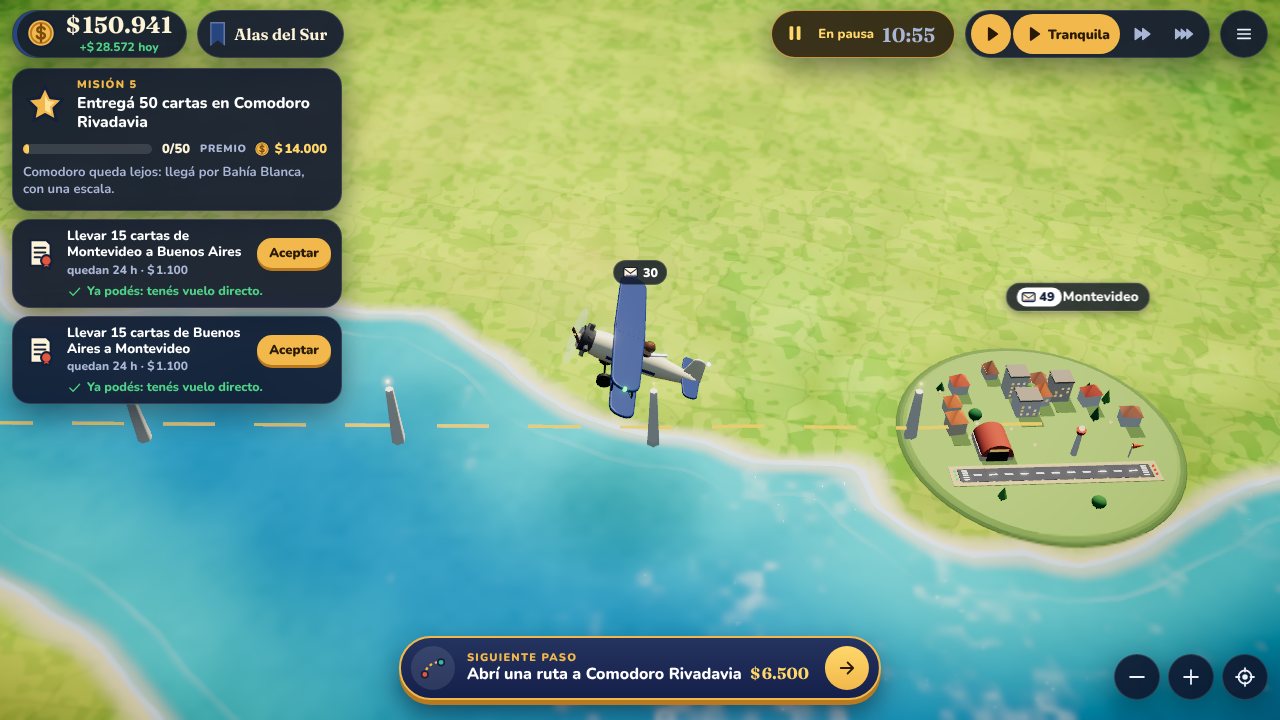 $150.941
+$28.572 hoy
Alas del Sur
En pausa 10:55
Tranquila
MISIÓN 5
Entregá 50 cartas en Comodoro
Rivadavia
0/50 PREMIO $14.000
Comodoro queda lejos: llegá por Bahía Blanca,
con una escala.
Llevar 15 cartas de
Montevideo a Buenos Aires
quedan 24 h · $1.100
Aceptar
Ya podés: tenés vuelo directo.
Llevar 15 cartas de Buenos
Aires a Montevideo
quedan 24 h · $1.100
Aceptar
Ya podés: tenés vuelo directo.
30
49 Montevideo
SIGUIENTE PASO
Abrí una ruta a Comodoro Rivadavia $6.500